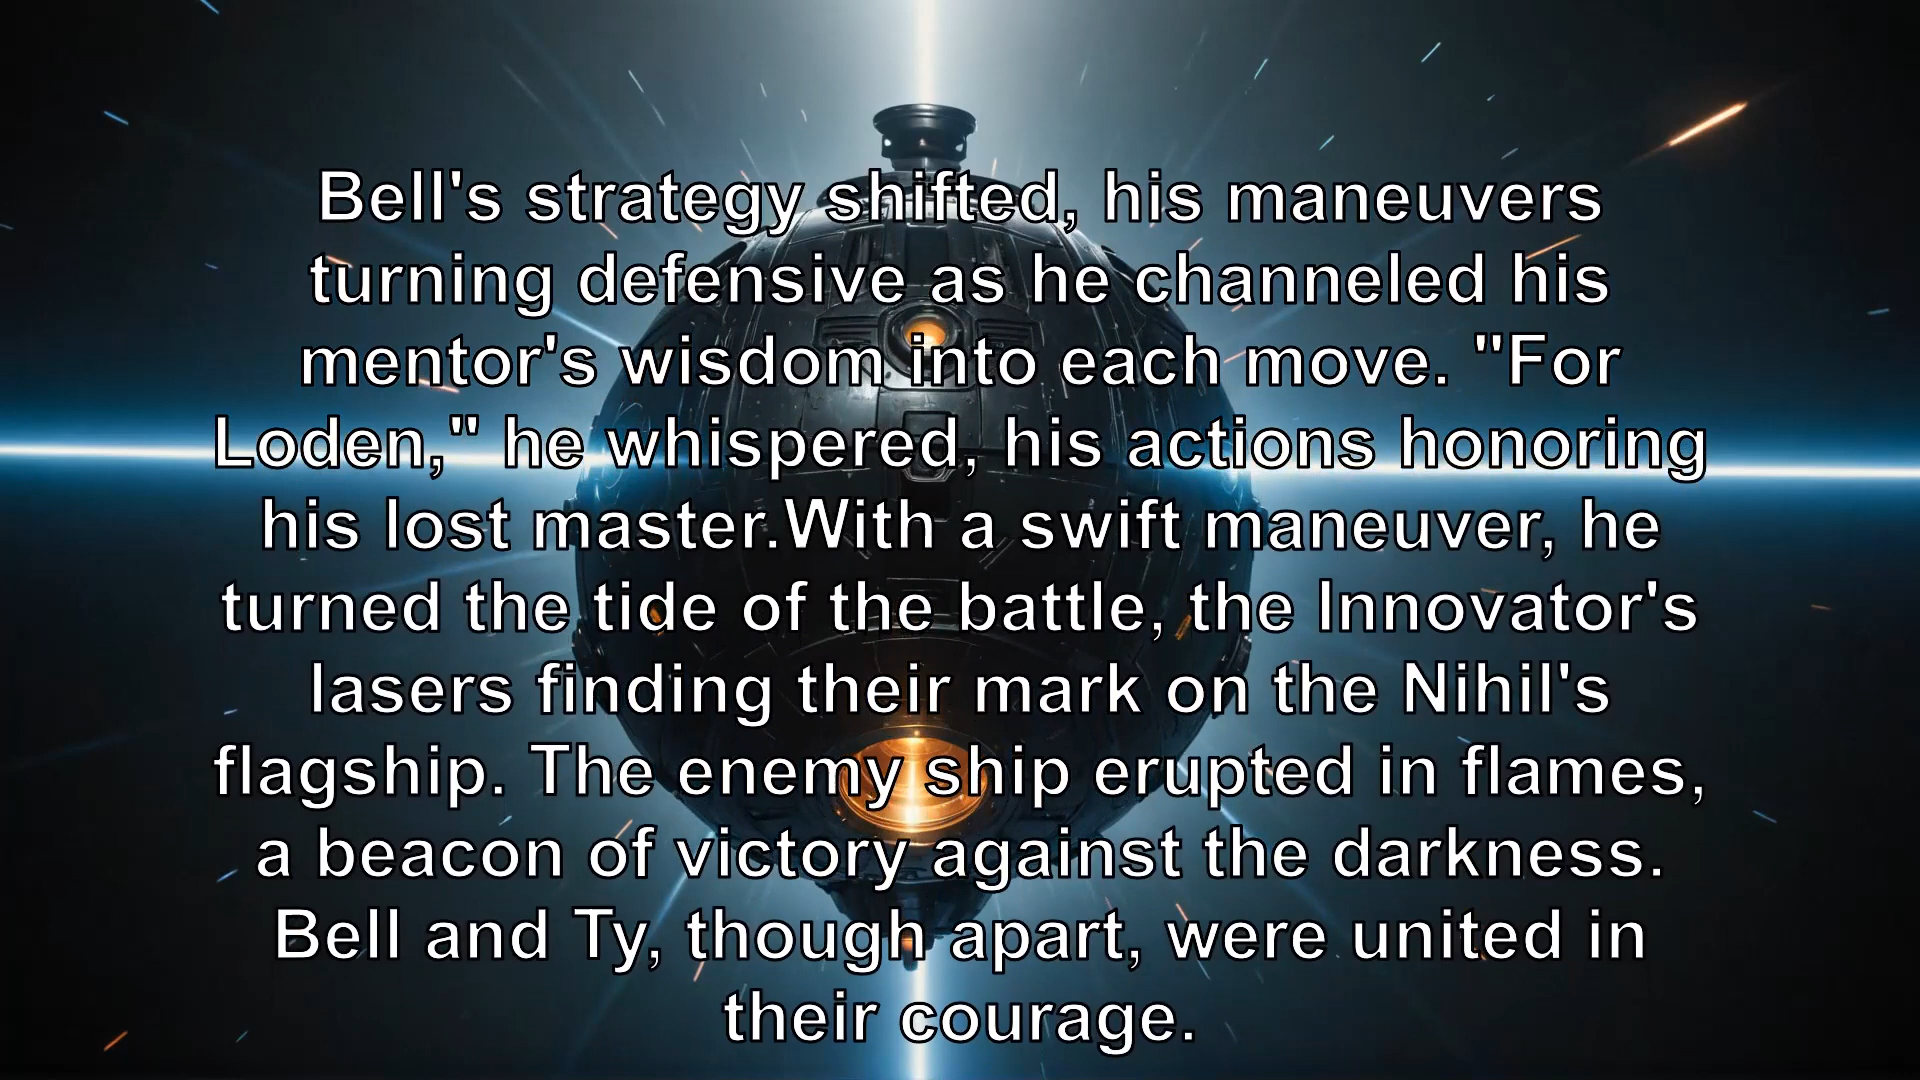 Bell's strategy shifted, his maneuvers
turning defensive as he channeled his
mentor's wisdom into each move. "For
Loden," he whispered, his actions honoring
his lost master.With a swift maneuver, he
turned the tide of the battle, the Innovator's
lasers finding their mark on the Nihil's
flagship. The enemy ship erupted in flames,
a beacon of victory against the darkness.
Bell and Ty, though apart, were united in
their courage.